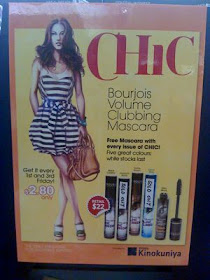 CHIC
Bourjois
Volume
Clubbing
Mascara
Free Mascara with
every issue of CHIC!
Five great colours
while stocks last
Get it every
1st and 3rd
Friday!
$2.80
only
RETAIL
$22
Kinokuniya